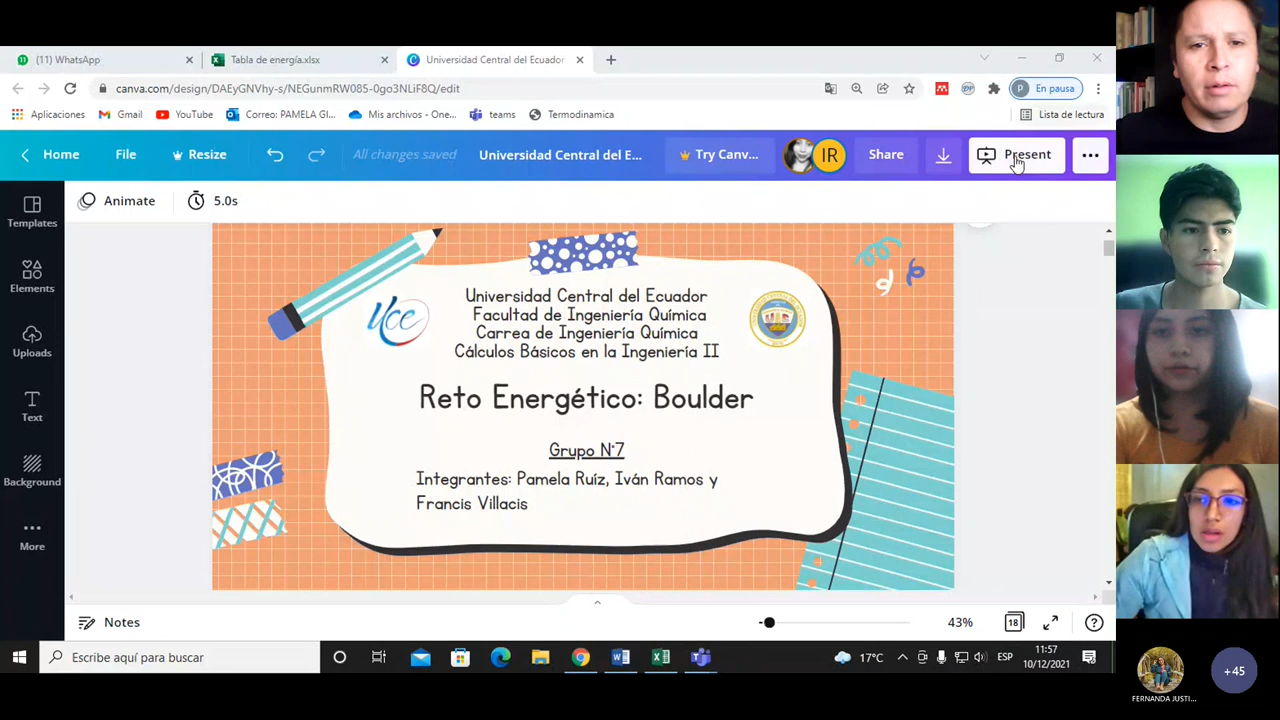 (11) WhatsApp
Tabla de energía.xlsx
Universidad Central del Ecuador
canva.com/design/DAEyGNVhy-s/NEGunmRW085-0go3NLiF8Q/edit
P
En pausa
Aplicaciones
Gmail
YouTube
Correo: PAMELA GI...
Mis archivos - One...
teams
Termodinamica
Lista de lectura
Home
File
Resize
All changes saved
Universidad Central del E...
Try Canv...
IR
Share
Present
Templates
Elements
Uploads
Text
Background
More
Animate
5.0s
Uce
Universidad Central del Ecuador
Facultad de Ingeniería Química
Carrea de Ingeniería Química
Cálculos Básicos en la Ingeniería II
Reto Energético: Boulder
Grupo N°7
Integrantes: Pamela Ruíz, Iván Ramos y
Francis Villacis
Notes
43%
18
Escribe aquí para buscar
17°C
ESP
11:57
10/12/2021
FERNANDA JUSTI...
+45